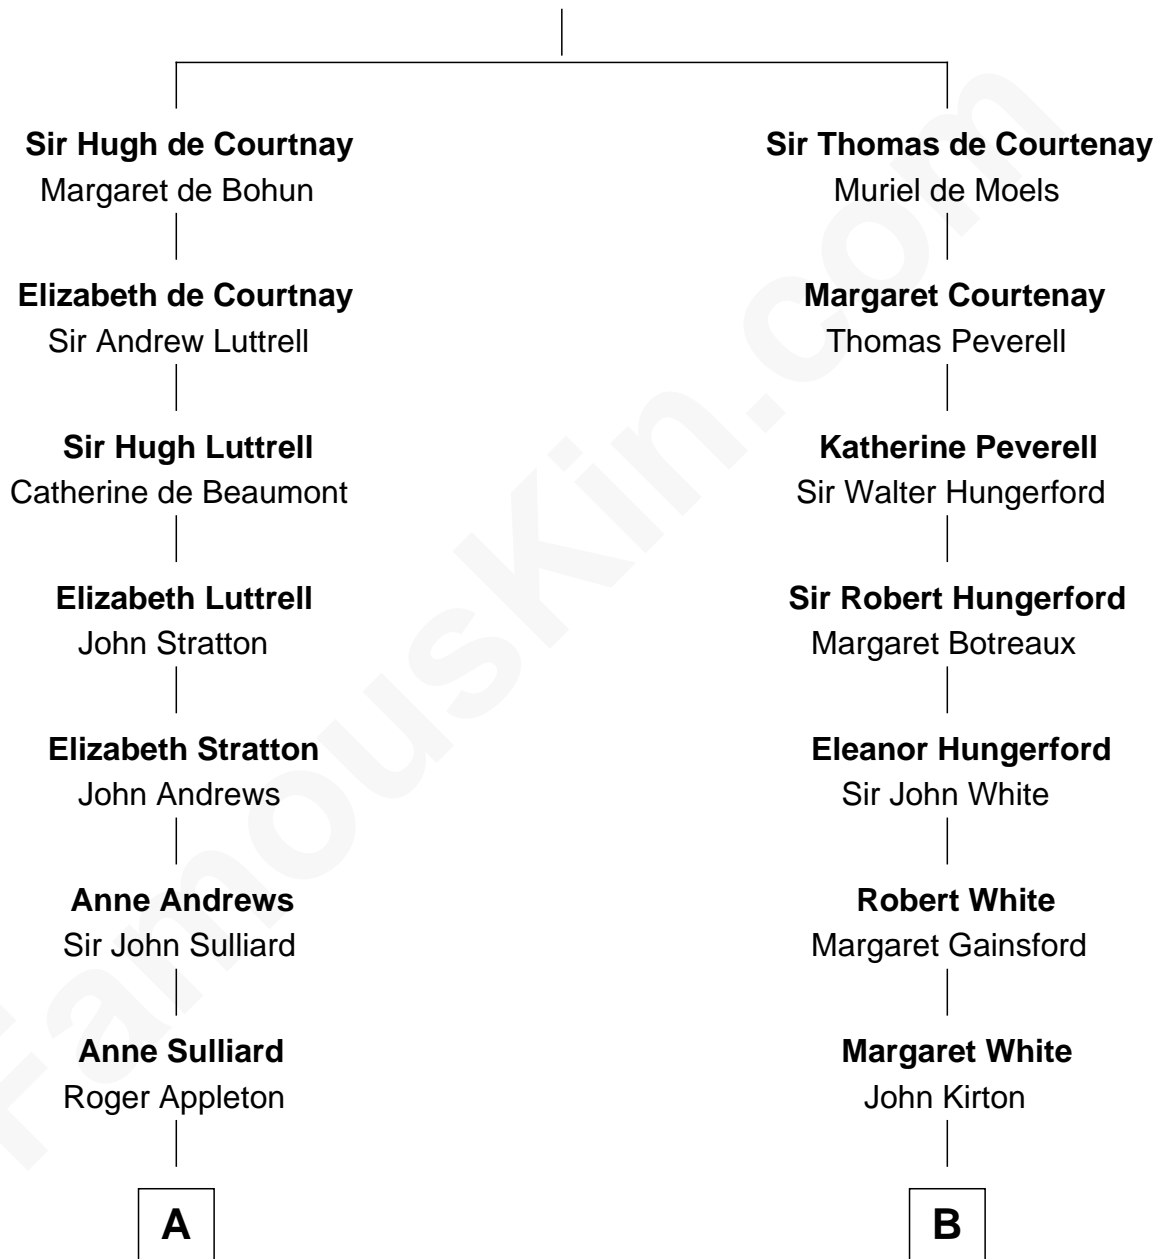 Sir Hugh de Courtnay
Margaret de Bohun
Elizabeth de Courtnay
Sir Andrew Luttrell
Sir Hugh Luttrell
Catherine de Beaumont
Elizabeth Luttrell
John Stratton
Elizabeth Stratton
John Andrews
Anne Andrews
Sir John Sulliard
Anne Sulliard
Roger Appleton
A
Sir Thomas de Courtenay
Muriel de Moels
Margaret Courtenay
Thomas Peverell
Katherine Peverell
Sir Walter Hungerford
Sir Robert Hungerford
Margaret Botreaux
Eleanor Hungerford
Sir John White
Robert White
Margaret Gainsford
Margaret White
John Kirton
B
FamousKin.com